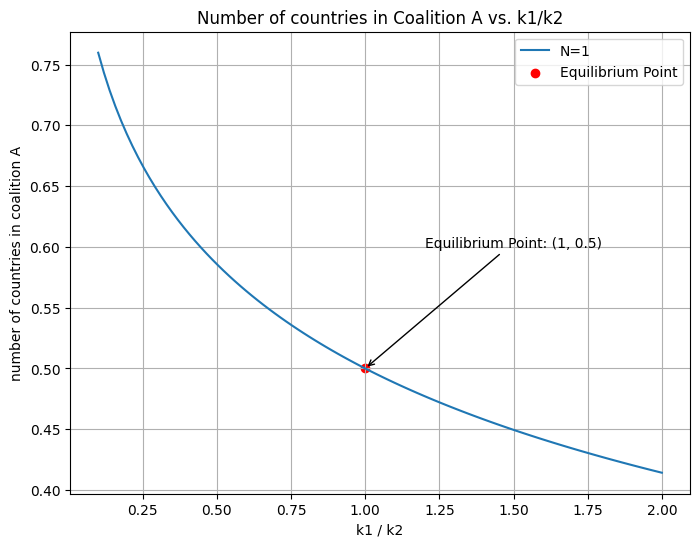 Number of countries in Coalition A vs. k1/k2
N=1
Equilibrium Point
Equilibrium Point: (1, 0.5)
number of countries in coalition A
0.75
0.70
0.65
0.60
0.55
0.50
0.45
0.40
0.25 0.50 0.75 1.00 1.25 1.50 1.75 2.00
k1 / k2